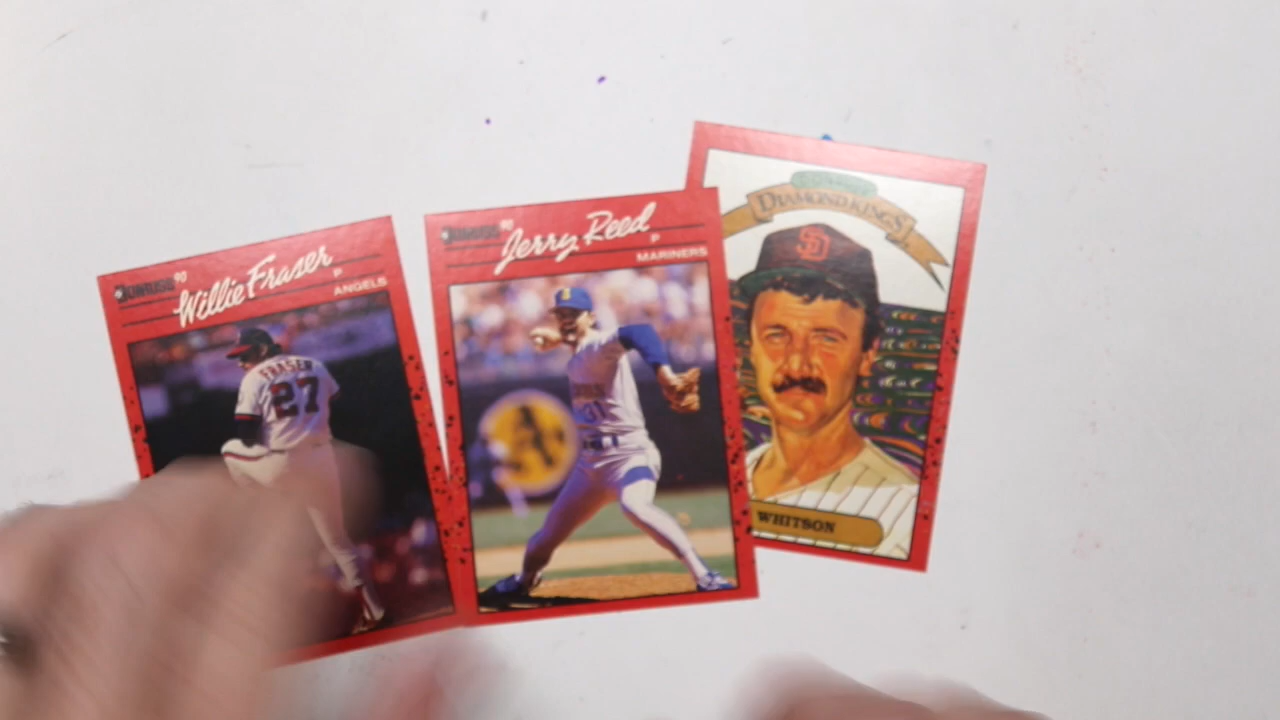 DONRUSS 90
Willie Fraser
P
ANGELS
FRASER
27
DONRUSS 90
Jerry Reed
P
MARINERS
31
A
DIAMOND KINGS
SD
WHITSON